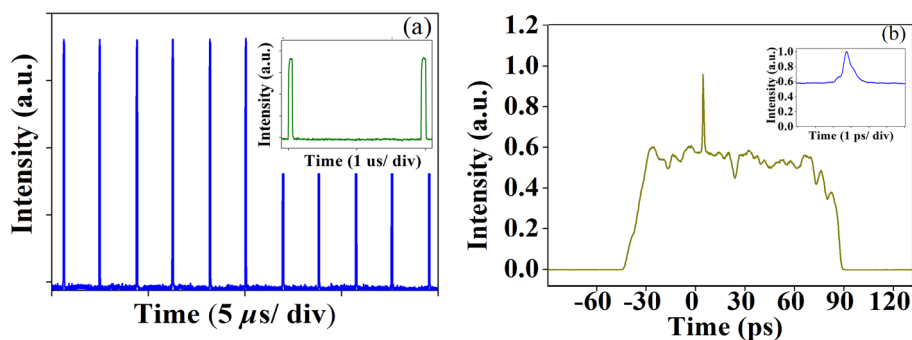 (a)
Intensity (a.u.)
Intensity (a.u.)
Time (1 us/ div)
Time (5 μs/ div)
(b)
1.2
1.0
0.8
0.6
0.4
0.2
0.0
Intensity (a.u.)
1.0
0.8
0.6
0.4
0.2
0.0
Intensity (a.u.)
Time (1 ps/ div)
-60 -30 0 30 60 90 120
Time (ps)